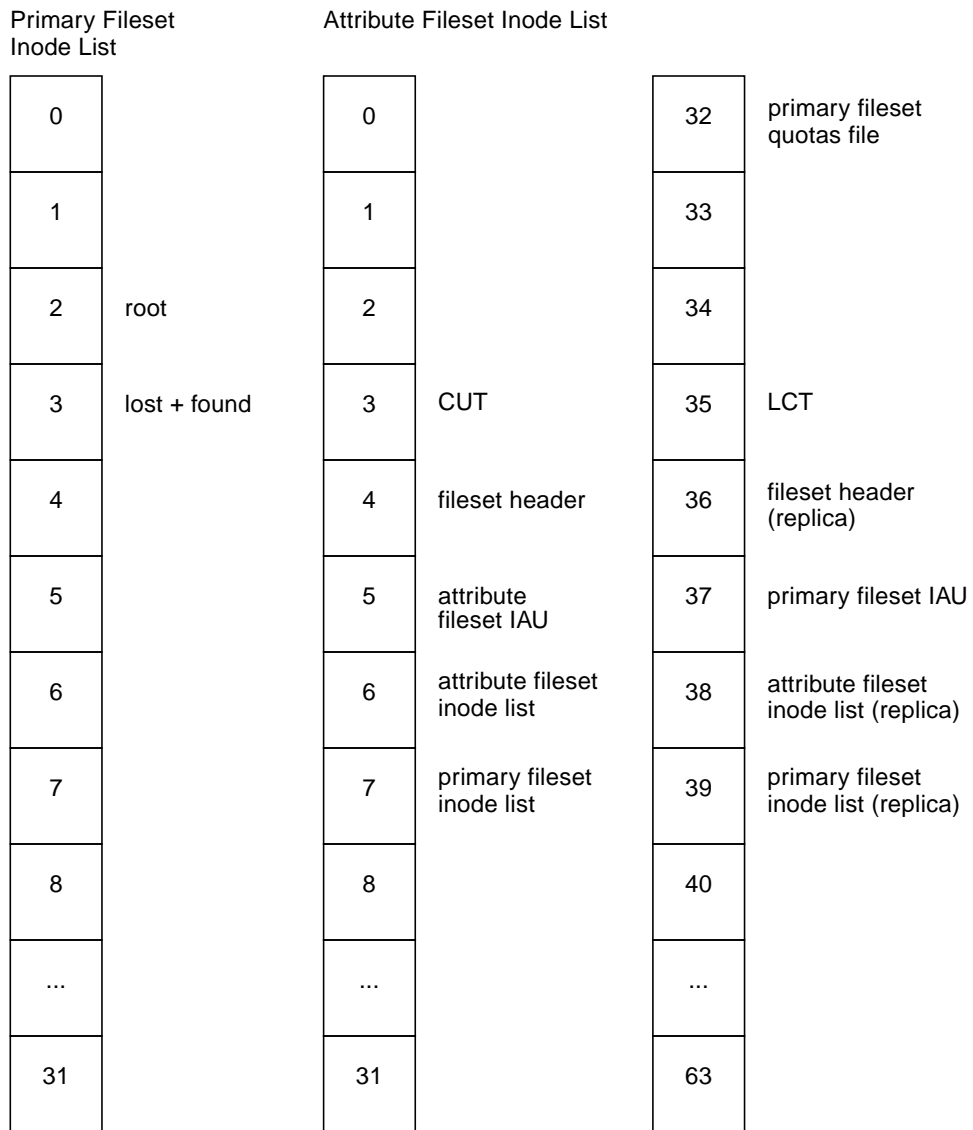 Primary Fileset
Inode List
Attribute Fileset Inode List
0
1
2 root
3 lost + found
4
5
6
7
8
...
31
0
1
2
3 CUT
4 fileset header
5 attribute
fileset IAU
6 attribute fileset
inode list
7 primary fileset
inode list
8
...
31
32 primary fileset
quotas file
33
34
35 LCT
36 fileset header
(replica)
37 primary fileset IAU
38 attribute fileset
inode list (replica)
39 primary fileset
inode list (replica)
40
...
63